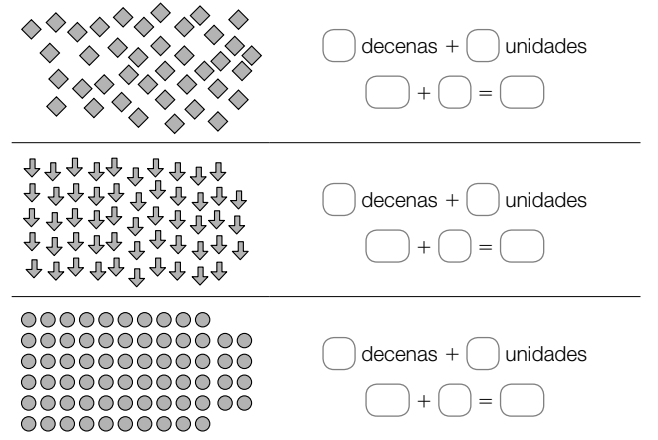 decenas + unidades
+ =
decenas + unidades
+ =
decenas + unidades
+ =